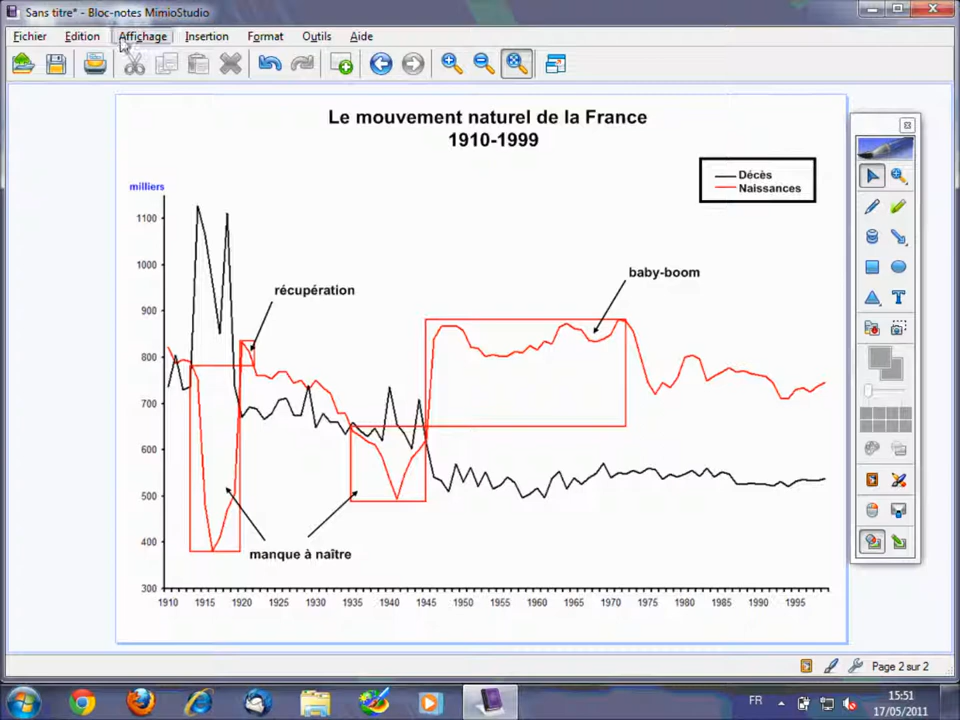 Sans titre* - Bloc-notes MimioStudio
Fichier Edition Affichage Insertion Format Outils Aide
Le mouvement naturel de la France
1910-1999
milliers
Décès
Naissances
1100
1000
900
800
700
600
500
400
300
récupération
baby-boom
manque à naître
1910 1915 1920 1925 1930 1935 1940 1945 1950 1955 1960 1965 1970 1975 1980 1985 1990 1995
Page 2 sur 2
FR
15:51
17/05/2011